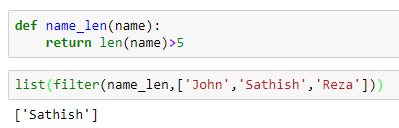 def name_len(name):
    return len(name)>5
list(filter(name_len,['John','Sathish','Reza']))
['Sathish']